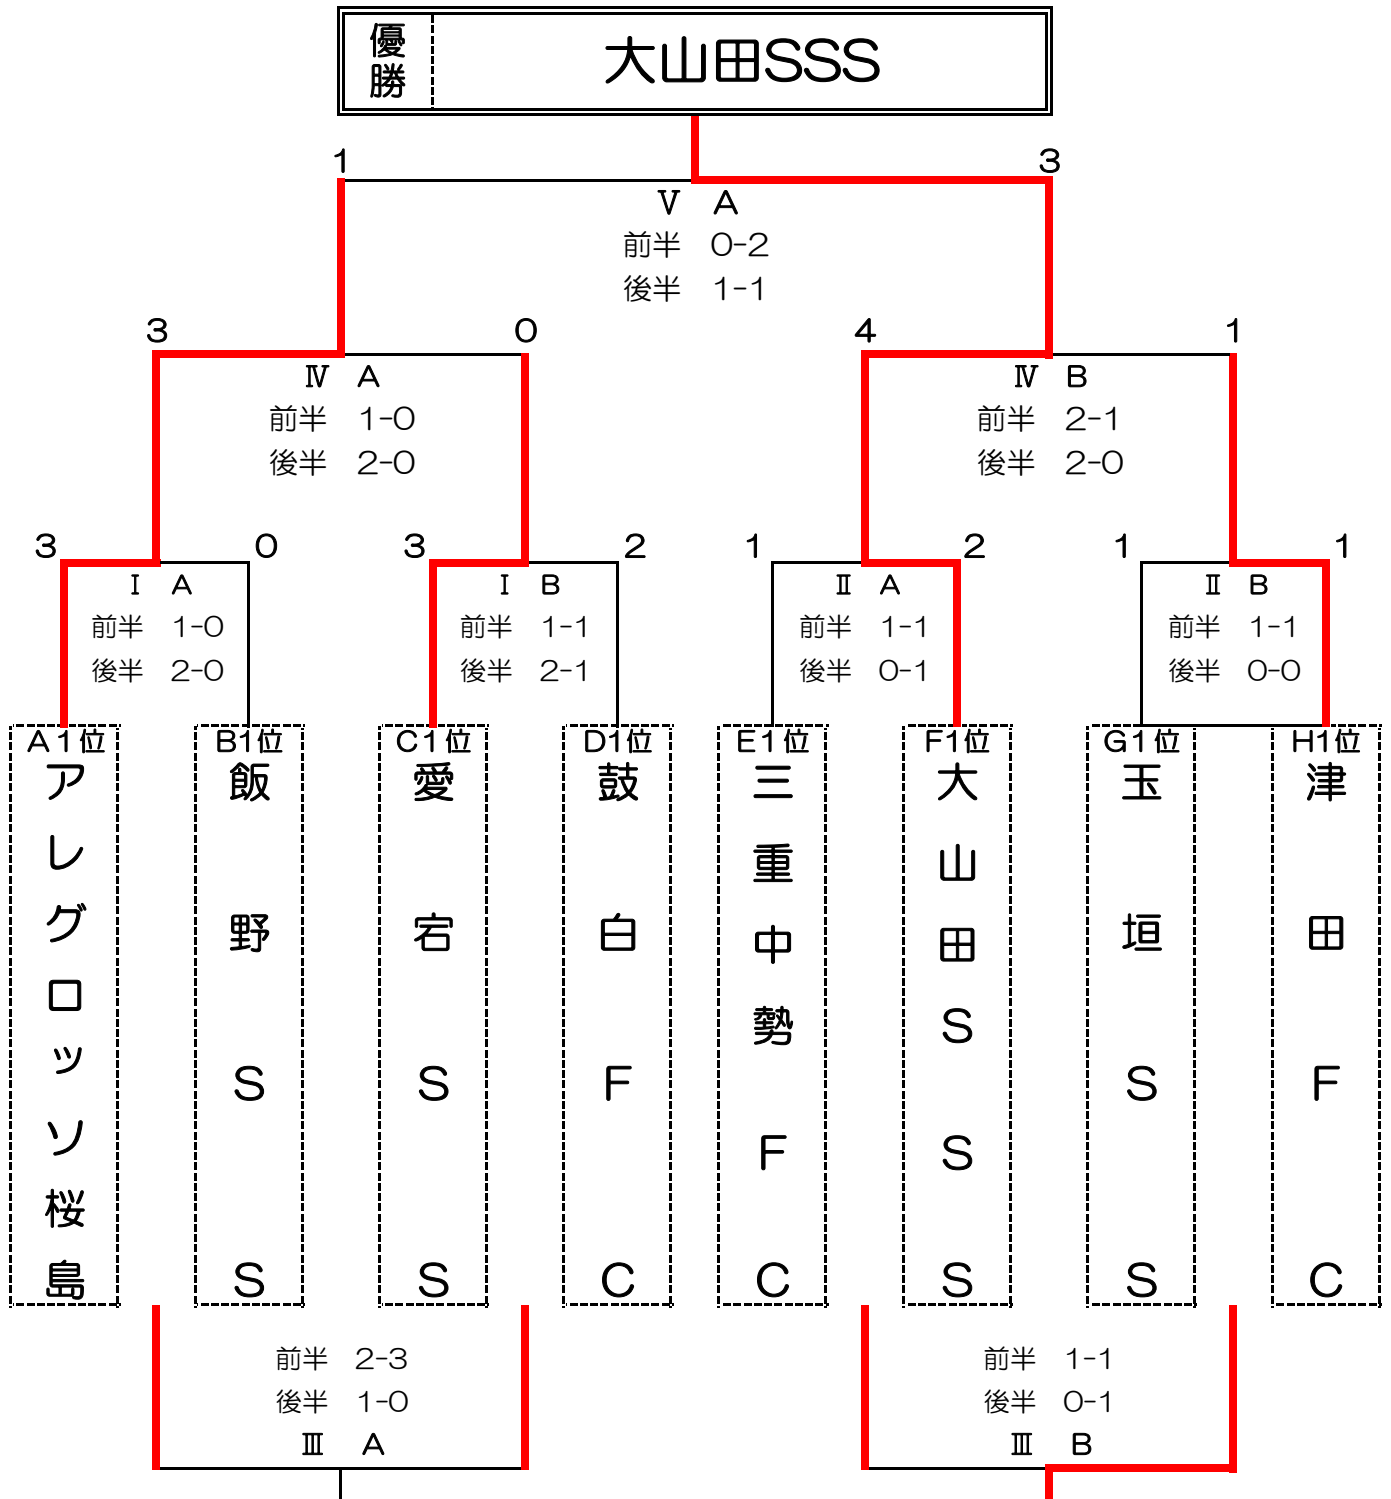 優勝
大山田SSS
1
3
Ⅴ A
前半 0-2
後半 1-1
3
0
4
1
Ⅳ A
前半 1-0
後半 2-0
Ⅳ B
前半 2-1
後半 2-0
3
0
3
2
1
2
1
1
Ⅰ A
前半 1-0
後半 2-0
Ⅰ B
前半 1-1
後半 2-1
Ⅱ A
前半 1-1
後半 0-1
Ⅱ B
前半 1-1
後半 0-0
A1位
アレグロッソ桜島
B1位
飯野SS
C1位
愛宕SS
D1位
鼓白FC
E1位
三重中勢FC
F1位
大山田SSS
G1位
玉垣SS
H1位
津田FC
前半 2-3
後半 1-0
Ⅲ A
前半 1-1
後半 0-1
Ⅲ B